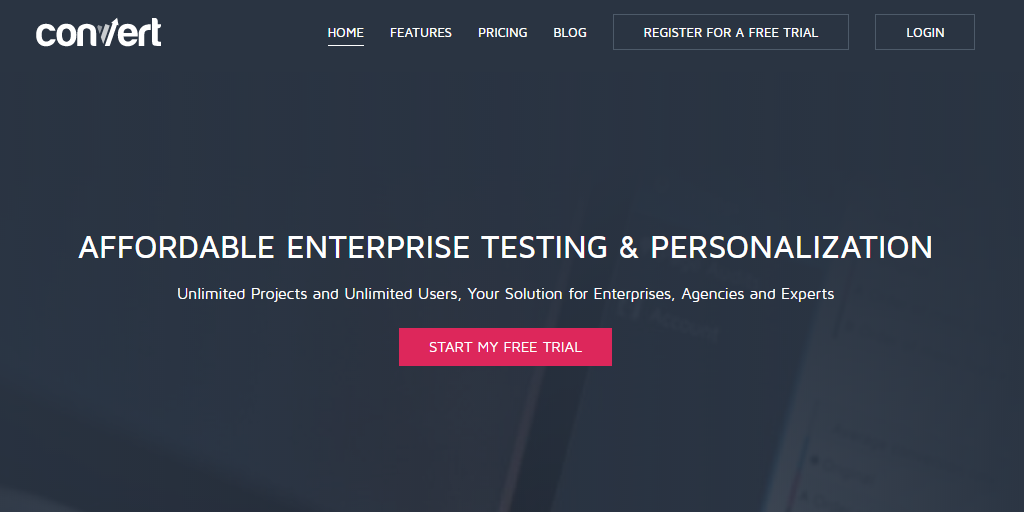 convert
HOME
FEATURES
PRICING
BLOG
REGISTER FOR A FREE TRIAL
LOGIN
AFFORDABLE ENTERPRISE TESTING & PERSONALIZATION
Unlimited Projects and Unlimited Users, Your Solution for Enterprises, Agencies and Experts
Account
START MY FREE TRIAL